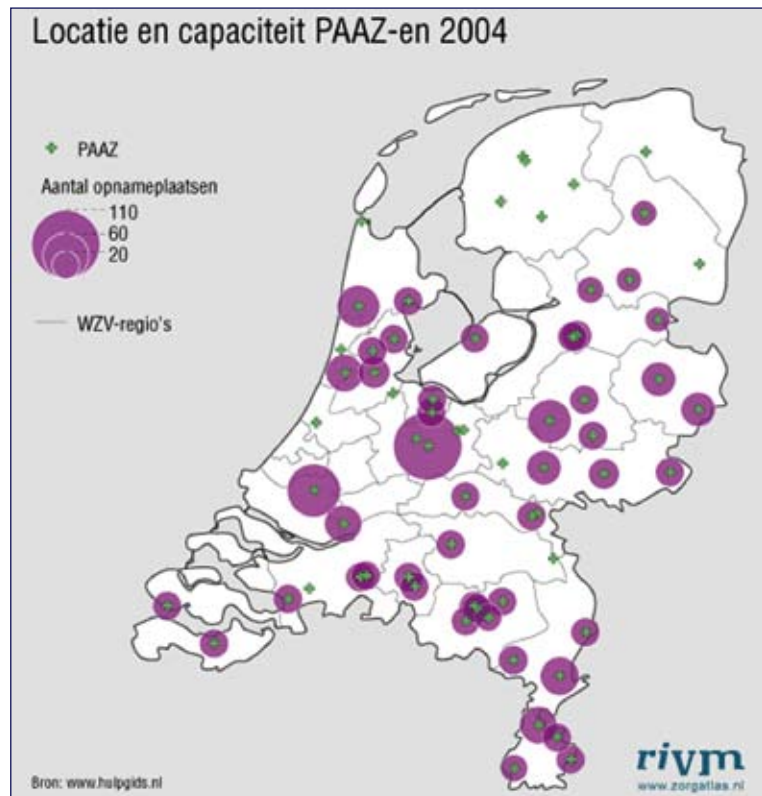 Locatie en capaciteit PAAZ-en 2004
PAAZ
Aantal opnameplaatsen
110
60
20
WZV-regio's
Bron: www.hulpgids.nl
rivm
www.zorgatlas.nl